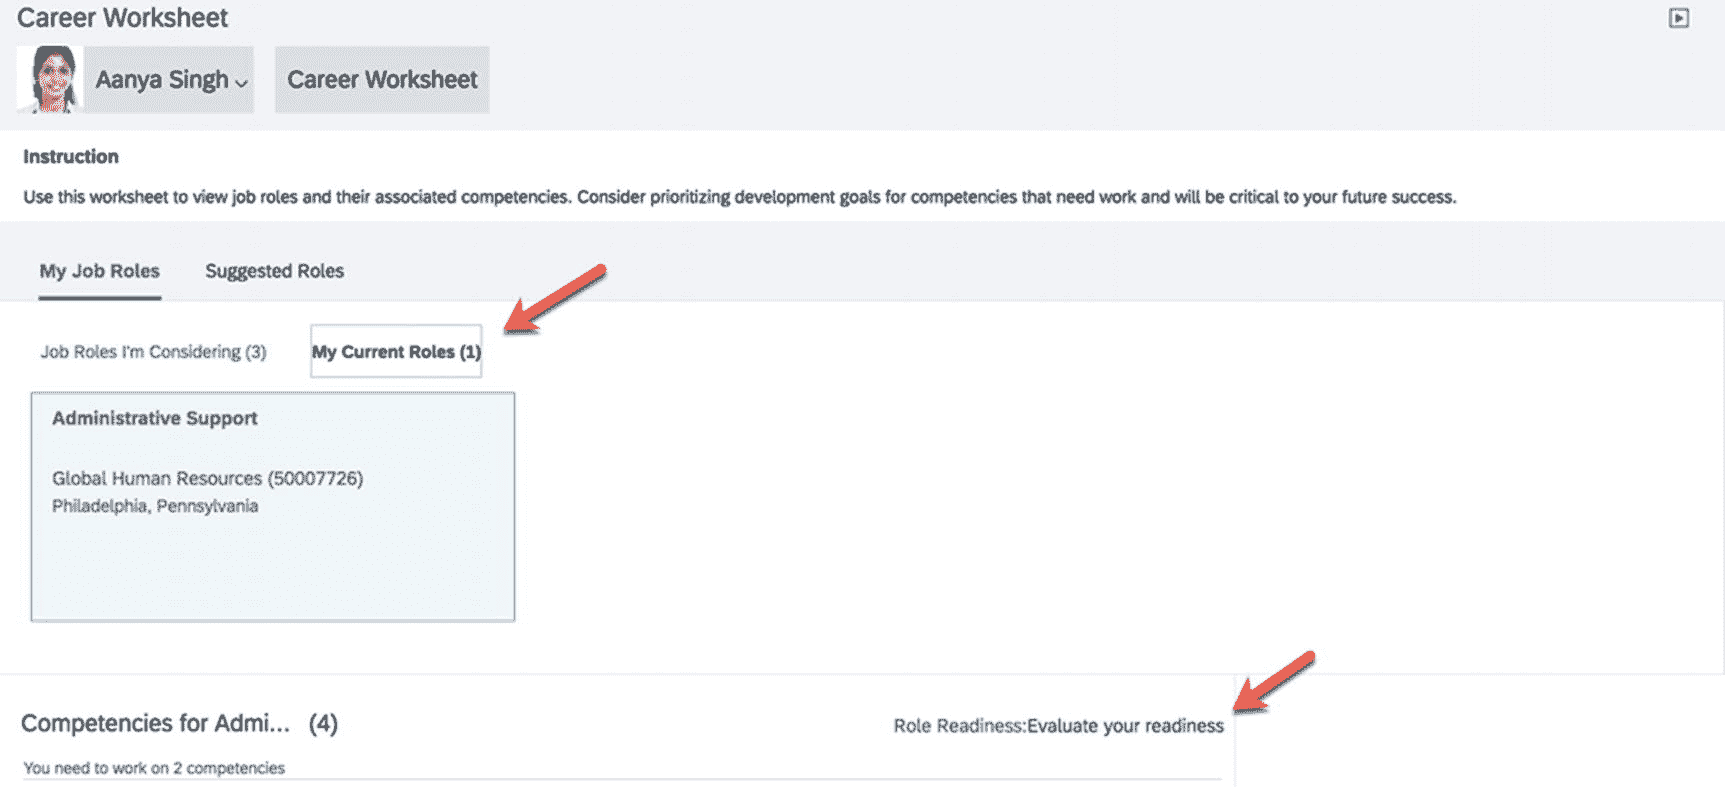 Career Worksheet
Aanya Singh
Career Worksheet
Instruction
Use this worksheet to view job roles and their associated competencies. Consider prioritizing development goals for competencies that need work and will be critical to your future success.
My Job Roles
Suggested Roles
Job Roles I'm Considering (3)
My Current Roles (1)
Administrative Support
Global Human Resources (50007726)
Philadelphia, Pennsylvania
Competencies for Admi... (4)
Role Readiness:Evaluate your readiness
You need to work on 2 competencies